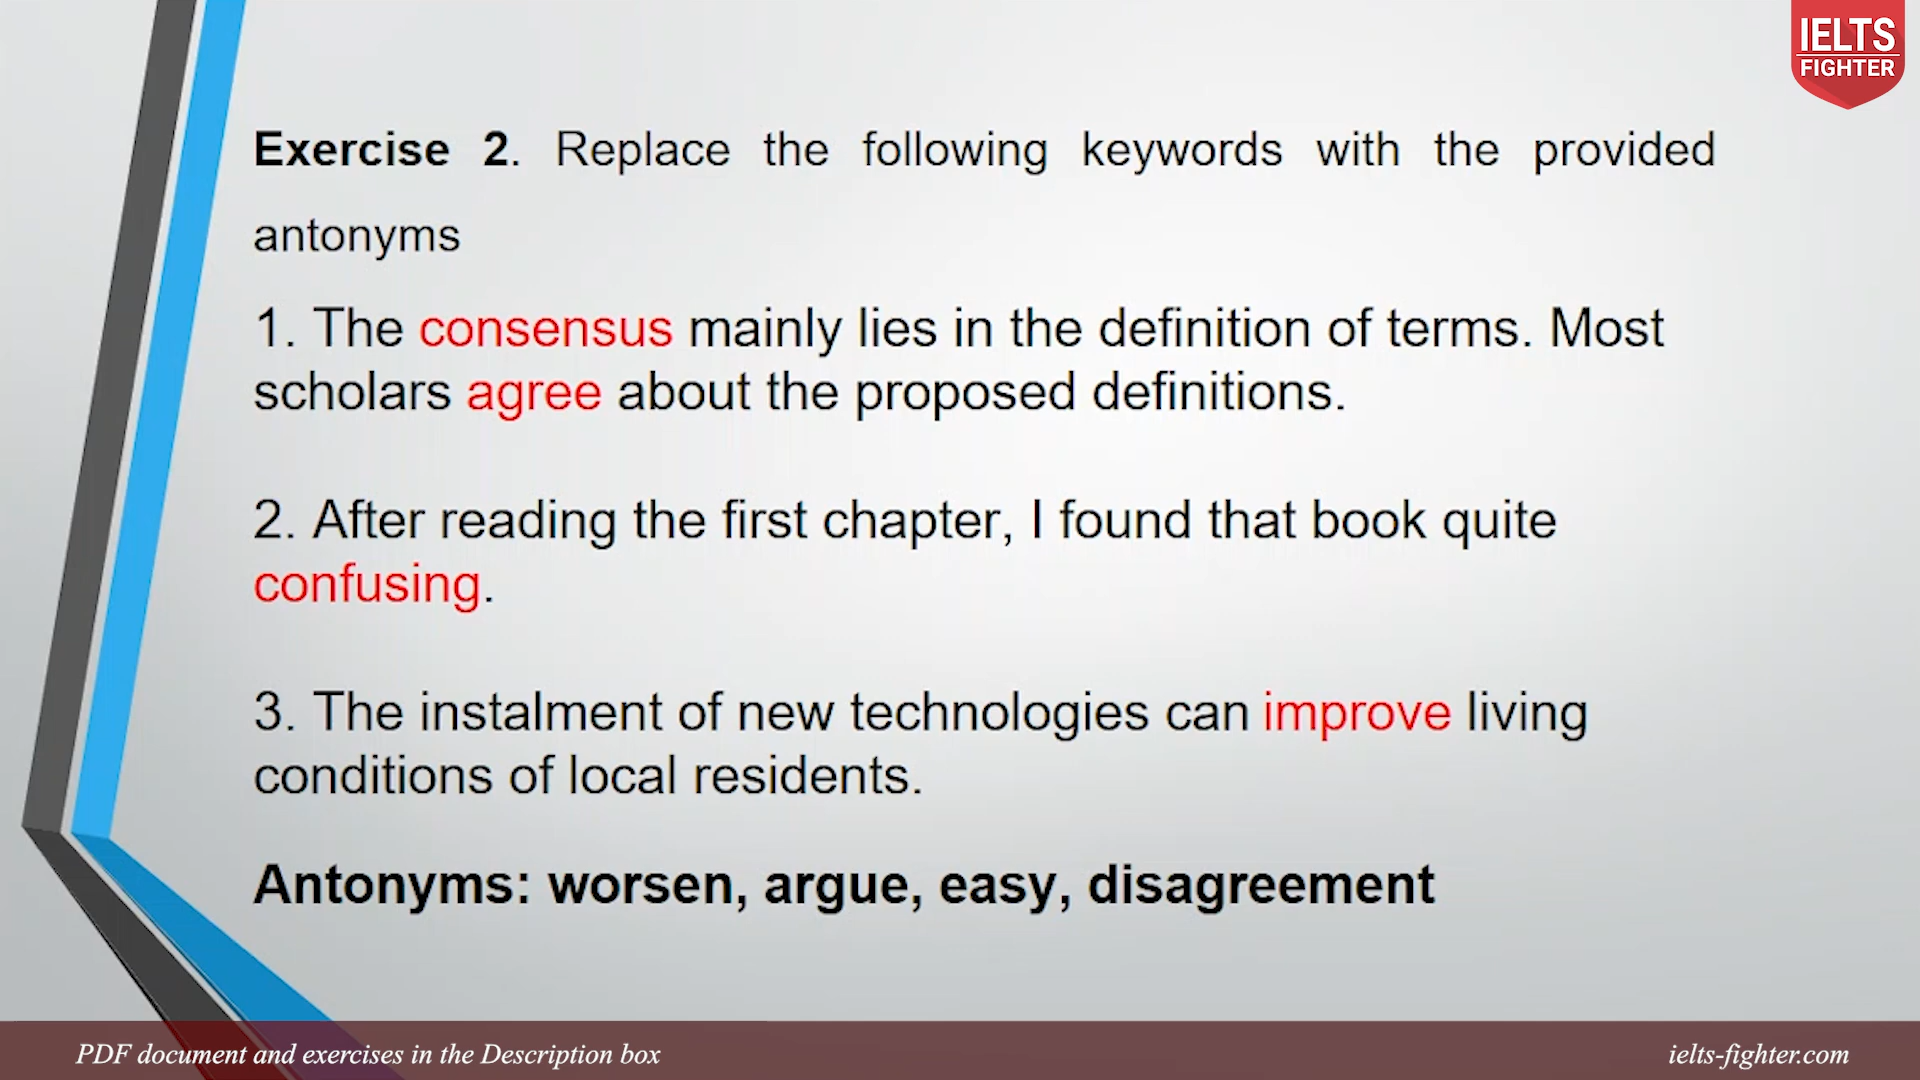 IELTS
FIGHTER
Exercise 2. Replace the following keywords with the provided
antonyms
1. The consensus mainly lies in the definition of terms. Most
scholars agree about the proposed definitions.
2. After reading the first chapter, I found that book quite
confusing.
3. The instalment of new technologies can improve living
conditions of local residents.
Antonyms: worsen, argue, easy, disagreement
PDF document and exercises in the Description box
ielts-fighter.com